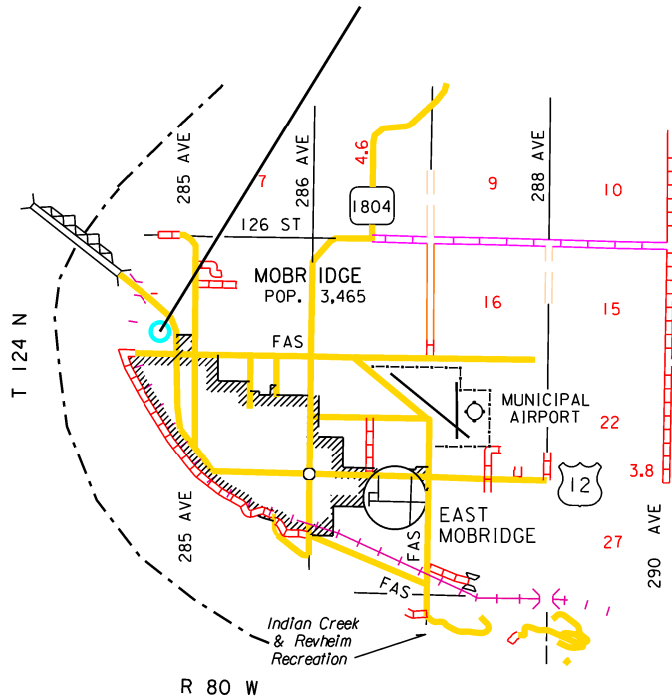 285 AVE
286 AVE
4.6
7
9
288 AVE
10
1804
126 ST
MOBRIDGE
POP. 3,465
16
15
T 124 N
FAS
MUNICIPAL
AIRPORT
22
3.8
12
EAST
MOBRIDGE
285 AVE
FAS
27
290 AVE
FAS
Indian Creek
& Revheim
Recreation
R 80 W